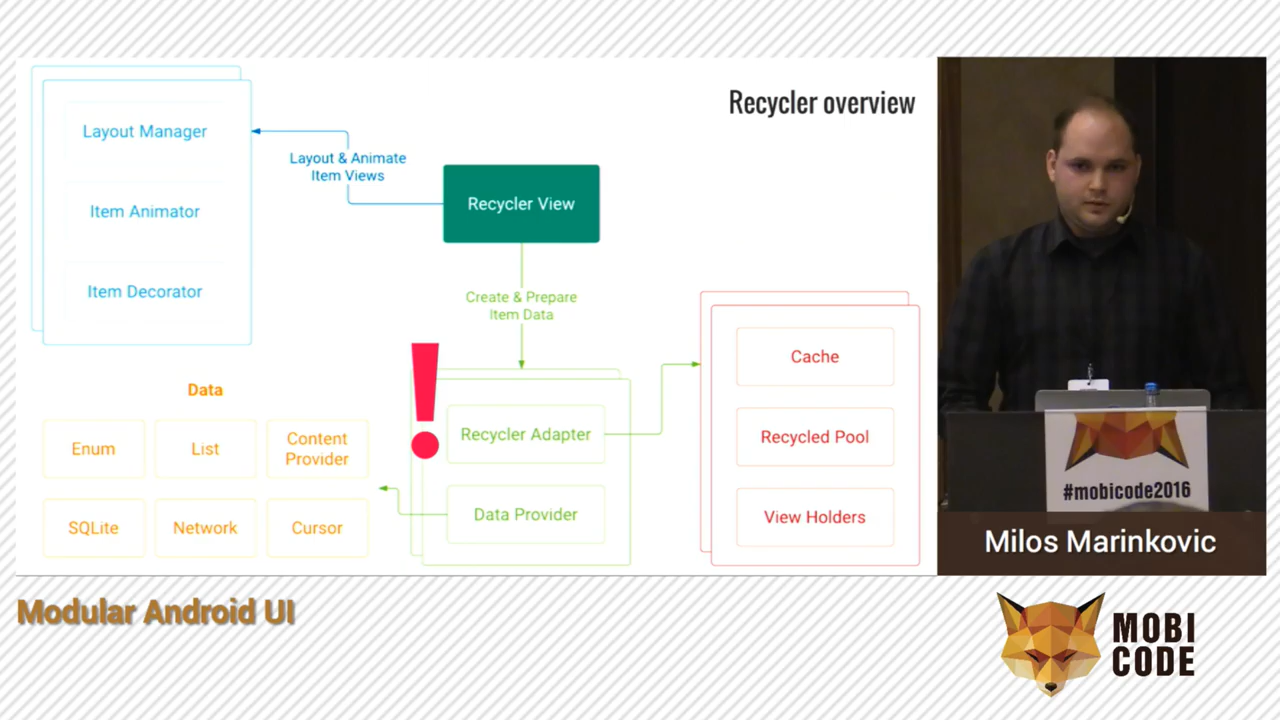 Recycler overview
Layout Manager
Item Animator
Item Decorator
Layout & Animate
Item Views
Recycler View
Create & Prepare
Item Data
Data
Enum
List
Content
Provider
SQLite
Network
Cursor
Recycler Adapter
Data Provider
Cache
Recycled Pool
View Holders
!
#mobicode2016
Milos Marinkovic
Modular Android UI
MOBI
CODE